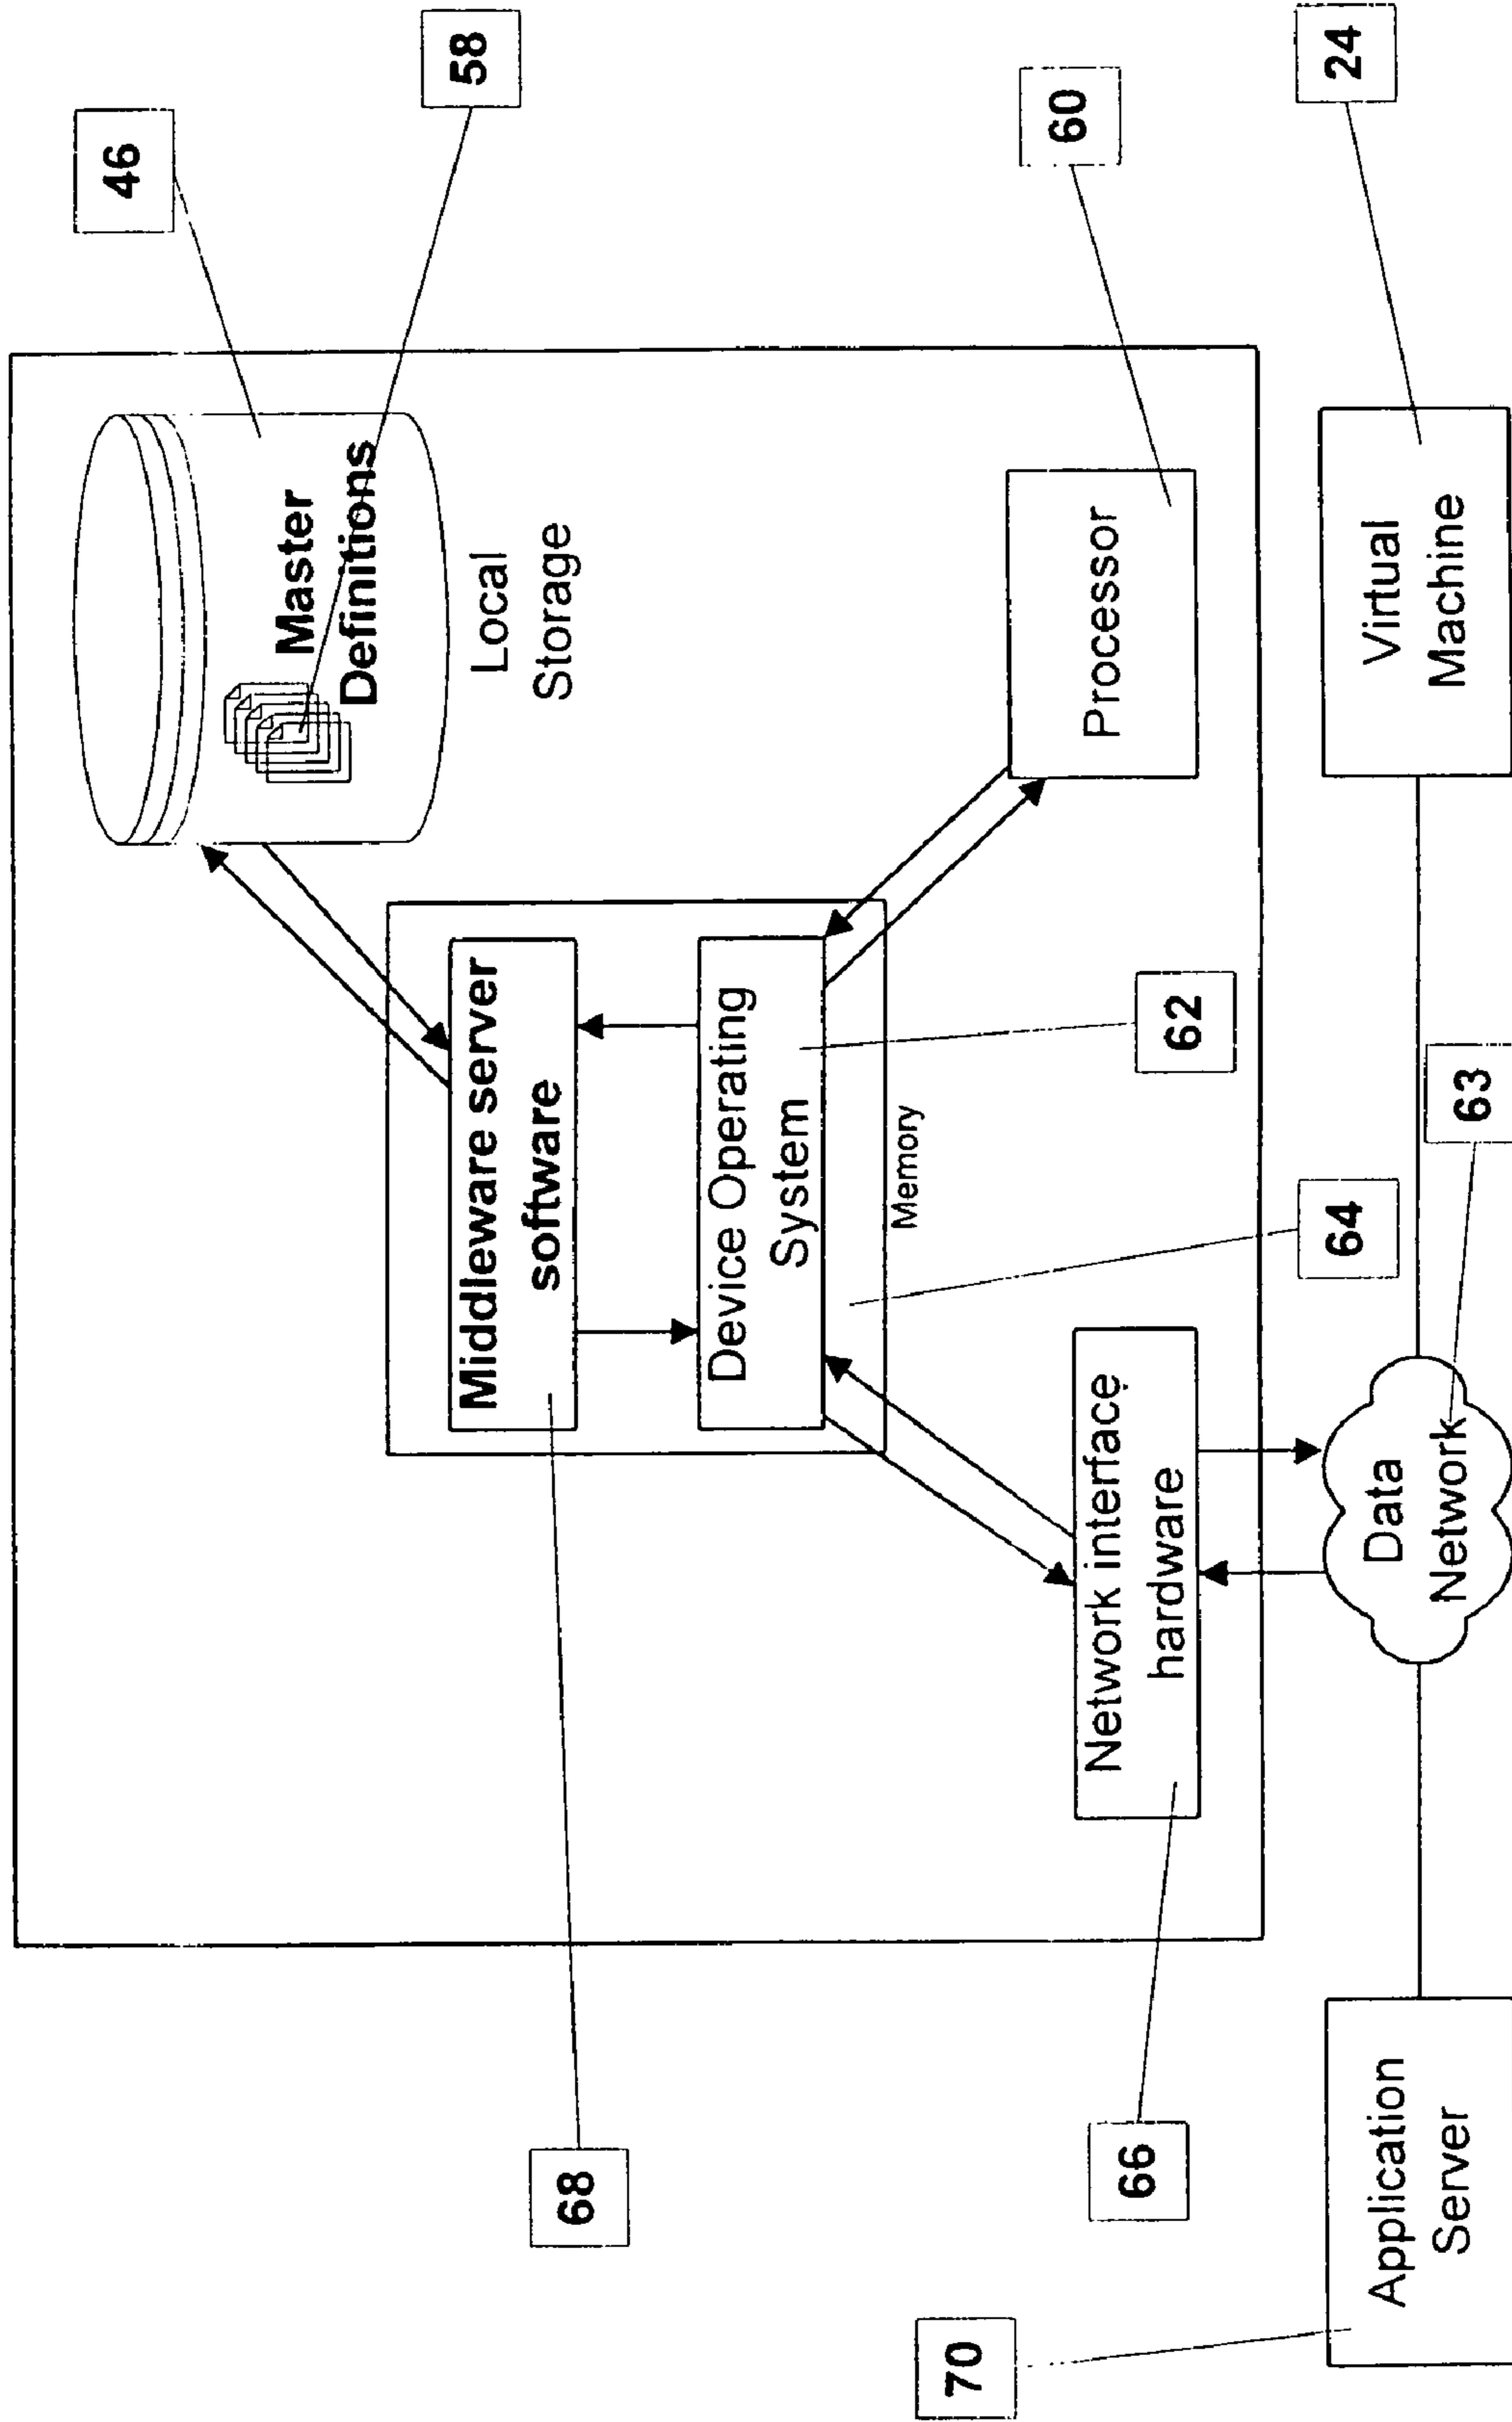 46
58
Master
Definitions
Local
Storage
68
Middleware server
software
Device Operating
System
Memory
62
60
Processor
64
66
Network interface
hardware
70
Application
Server
Data
Network
63
Virtual
Machine
24